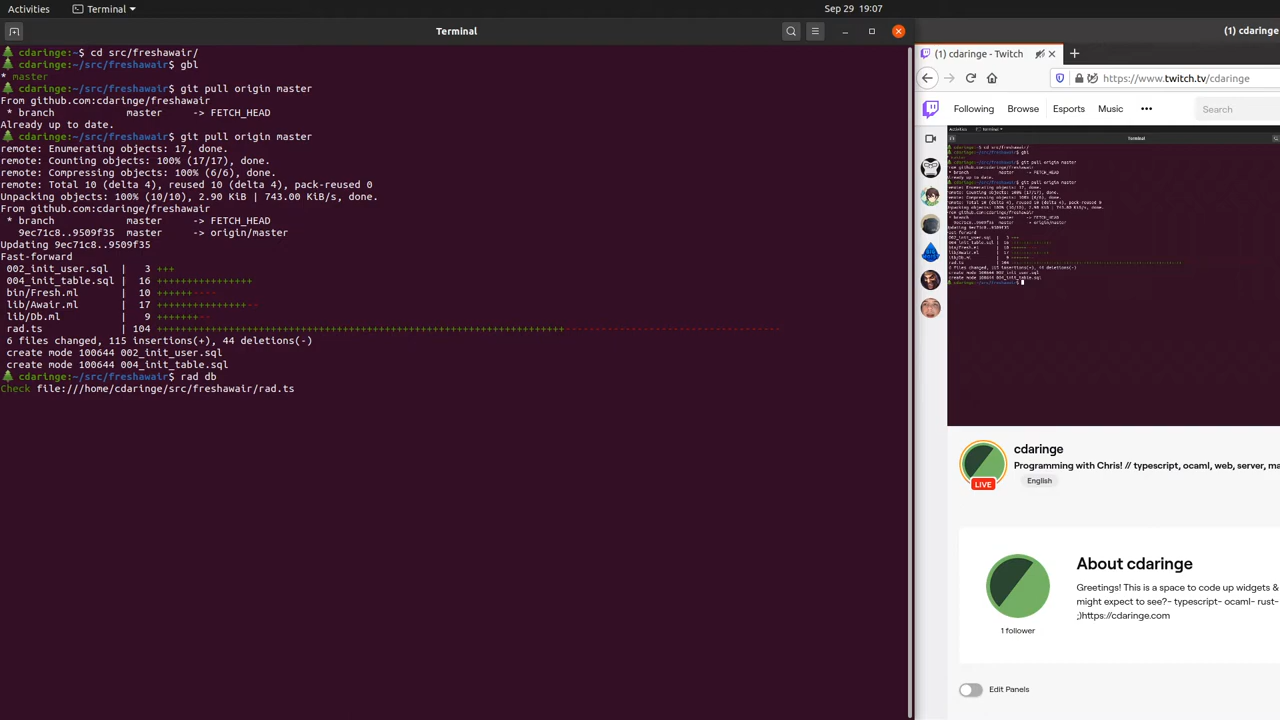 Activities
Terminal
Sep 29 19:07
Terminal
cdaringe:~$ cd src/freshawair/
cdaringe:~/src/freshawair$ gbl
* master
cdaringe:~/src/freshawair$ git pull origin master
From github.com:cdaringe/freshawair
 * branch            master     -> FETCH_HEAD
Already up to date.
cdaringe:~/src/freshawair$ git pull origin master
remote: Enumerating objects: 17, done.
remote: Counting objects: 100% (17/17), done.
remote: Compressing objects: 100% (6/6), done.
remote: Total 10 (delta 4), reused 10 (delta 4), pack-reused 0
Unpacking objects: 100% (10/10), 2.90 KiB | 743.00 KiB/s, done.
From github.com:cdaringe/freshawair
 * branch            master     -> FETCH_HEAD
   9ec71c8..9509f35  master     -> origin/master
Updating 9ec71c8..9509f35
Fast-forward
 002_init_user.sql  |   3 +++
 004_init_table.sql |  16 ++++++++++++++++
 bin/Fresh.ml       |  10 ++++++----
 lib/Awair.ml       |  17 +++++++++++++++--
 lib/Db.ml          |   9 +++++++--
 rad.ts             | 104 ++++++++++++++++++++++++++++++++++++++++++++++++++++++++++++++++++++------------------------------------
 6 files changed, 115 insertions(+), 44 deletions(-)
 create mode 100644 002_init_user.sql
 create mode 100644 004_init_table.sql
cdaringe:~/src/freshawair$ rad db
Check file:///home/cdaringe/src/freshawair/rad.ts
(1) cdaringe
(1) cdaringe - Twitch
https://www.twitch.tv/cdaringe
Following
Browse
Esports
Music
•••
Search
cdaringe
Programming with Chris! // typescript, ocaml, web, server, ma
English
LIVE
About cdaringe
Greetings! This is a space to code up widgets &
might expect to see?- typescript- ocaml- rust-
;)https://cdaringe.com
1 follower
Edit Panels